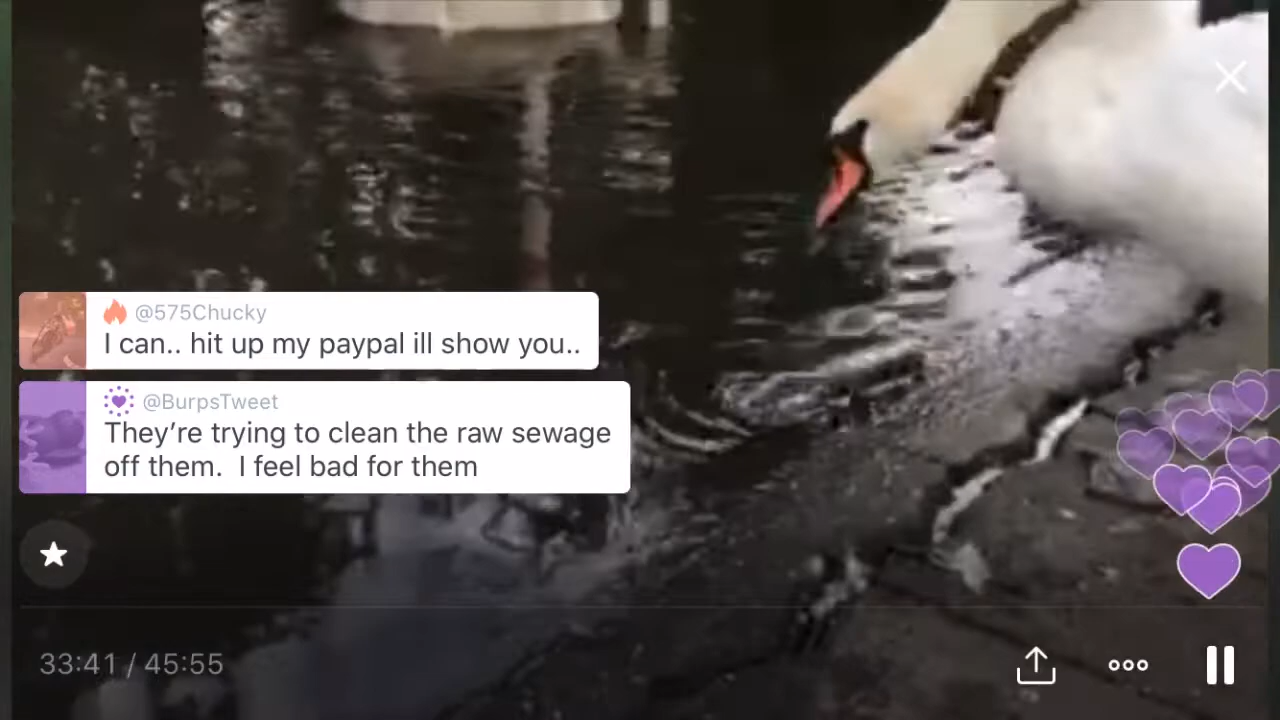 @575Chucky
I can.. hit up my paypal ill show you..
@BurpsTweet
They’re trying to clean the raw sewage
off them.  I feel bad for them
33:41 / 45:55